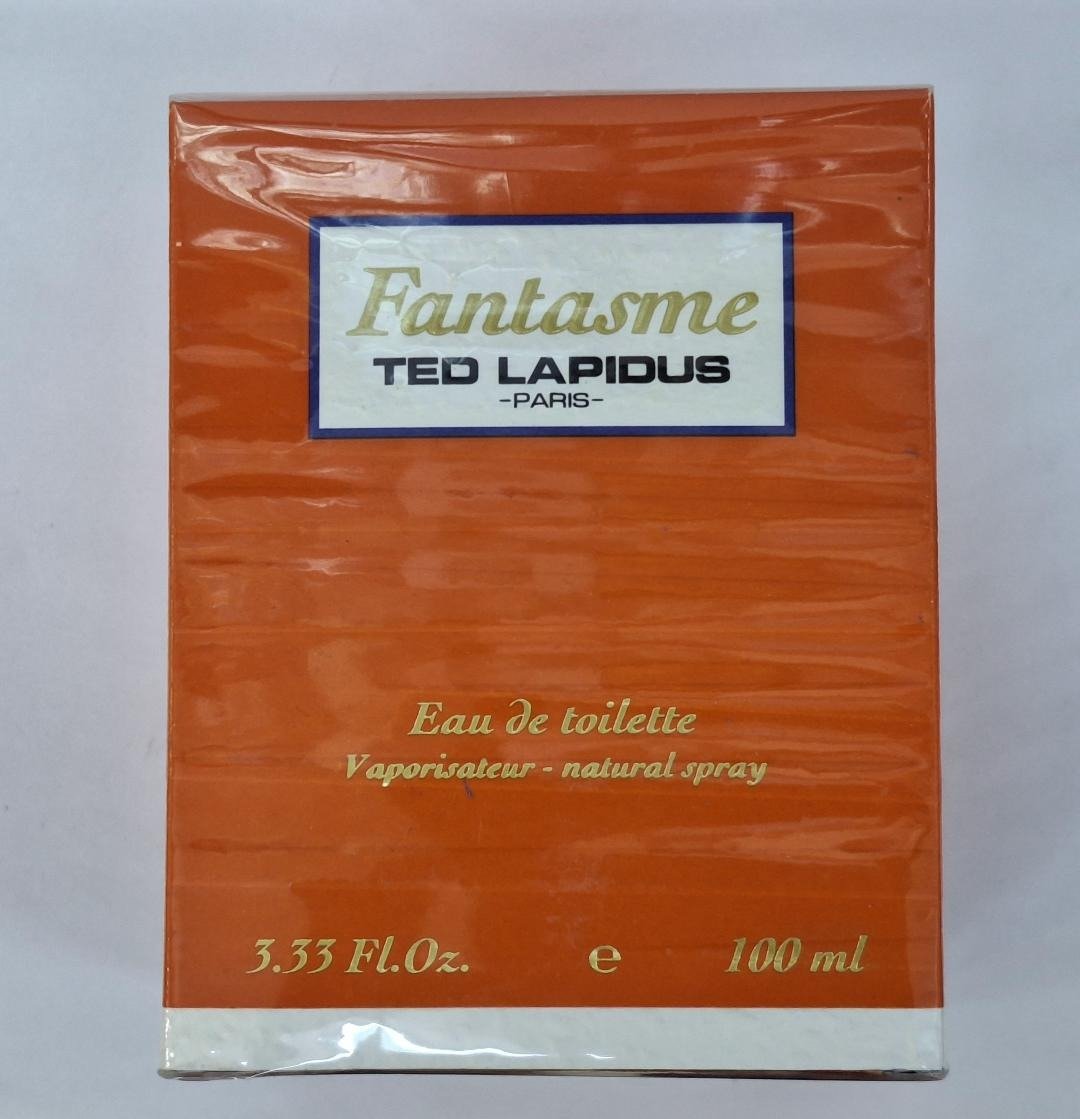 Fantasme
TED LAPIDUS
-PARIS-
Eau de toilette
Vaporisateur - natural spray
3.33 Fl.Oz. e 100 ml